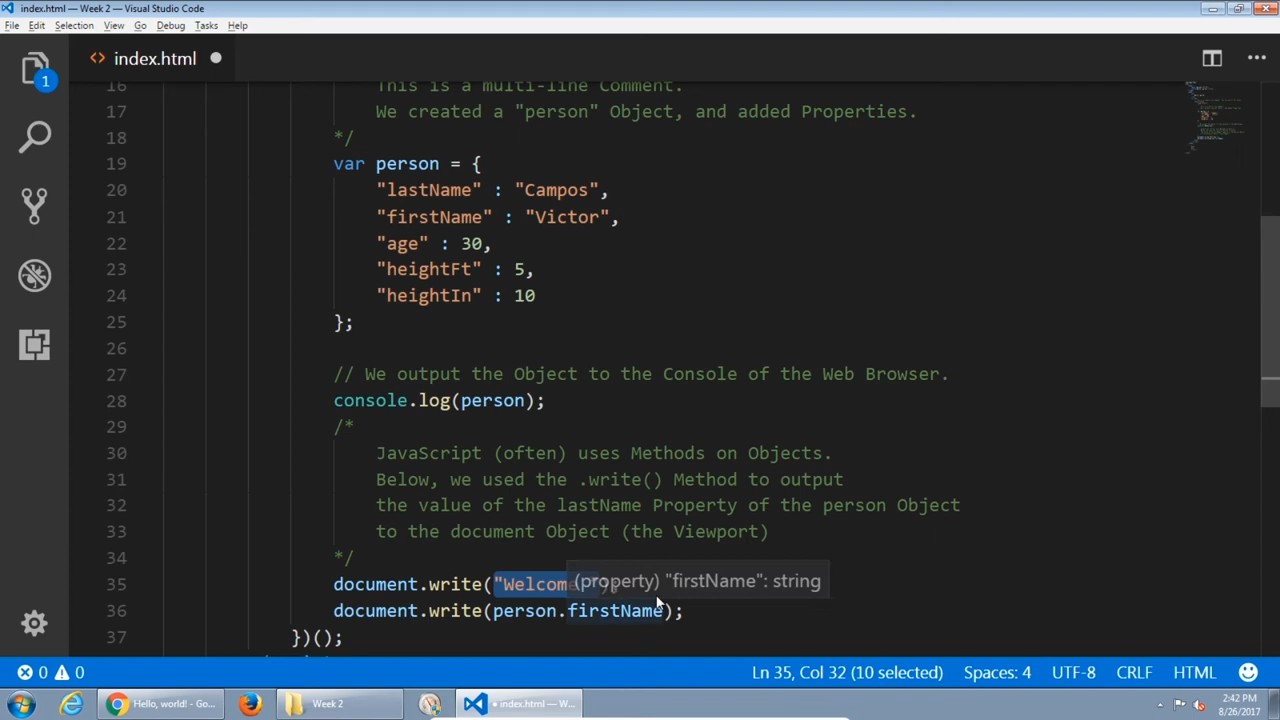 index.html — Week 2 - Visual Studio Code
File Edit Selection View Go Debug Tasks Help
index.html
1
16 This is a multi-line Comment.
17 We created a "person" Object, and added Properties.
18 */
19 var person = {
20 "lastName" : "Campos",
21 "firstName" : "Victor",
22 "age" : 30,
23 "heightFt" : 5,
24 "heightIn" : 10
25 };
26
27 // We output the Object to the Console of the Web Browser.
28 console.log(person);
29 /*
30 JavaScript (often) uses Methods on Objects.
31 Below, we used the .write() Method to output
32 the value of the lastName Property of the person Object
33 to the document Object (the Viewport)
34 */
(property) "firstName": string
35 document.write("Welcome
36 document.write(person.firstName);
37 })();
0 0 Ln 35, Col 32 (10 selected) Spaces: 4 UTF-8 CRLF HTML
Hello, world! - Go... Week 2 index.html — W... 2:42 PM
8/26/2017